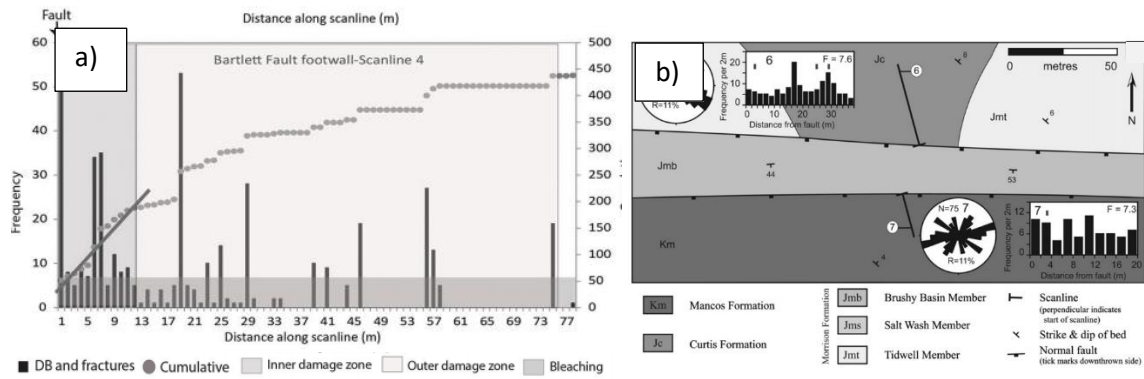 Fault
Distance along scanline (m)
a)
Bartlett Fault footwall-Scanline 4
60
50
40
30
20
10
0
Frequency
500
450
400
350
300
250
200
150
100
50
0
1 5 9 13 17 21 25 29 33 37 41 45 49 53 57 61 65 69 73 77
Distance along scanline (m)
DB and fractures
Cumulative
Inner damage zone
Outer damage zone
Bleaching
b)
R=11%
6
F = 7.6
Frequency per 2m
20
10
0
0 10 20 30
Distance from fault (m)
Jc
6
8
0 metres 50
N
Jmt
6
Jmb
44
53
Km
7
4
N=75 7
R=11%
7
F = 7.3
Frequency per 2m
12
6
0
0 4 8 12 16 20
Distance from fault (m)
Km Mancos Formation
Jc Curtis Formation
Morrison Formation
Jmb Brushy Basin Member
Jms Salt Wash Member
Jmt Tidwell Member
Scanline
(perpendicular indicates
start of scanline)
Strike & dip of bed
Normal fault
(tick marks downthrown side)